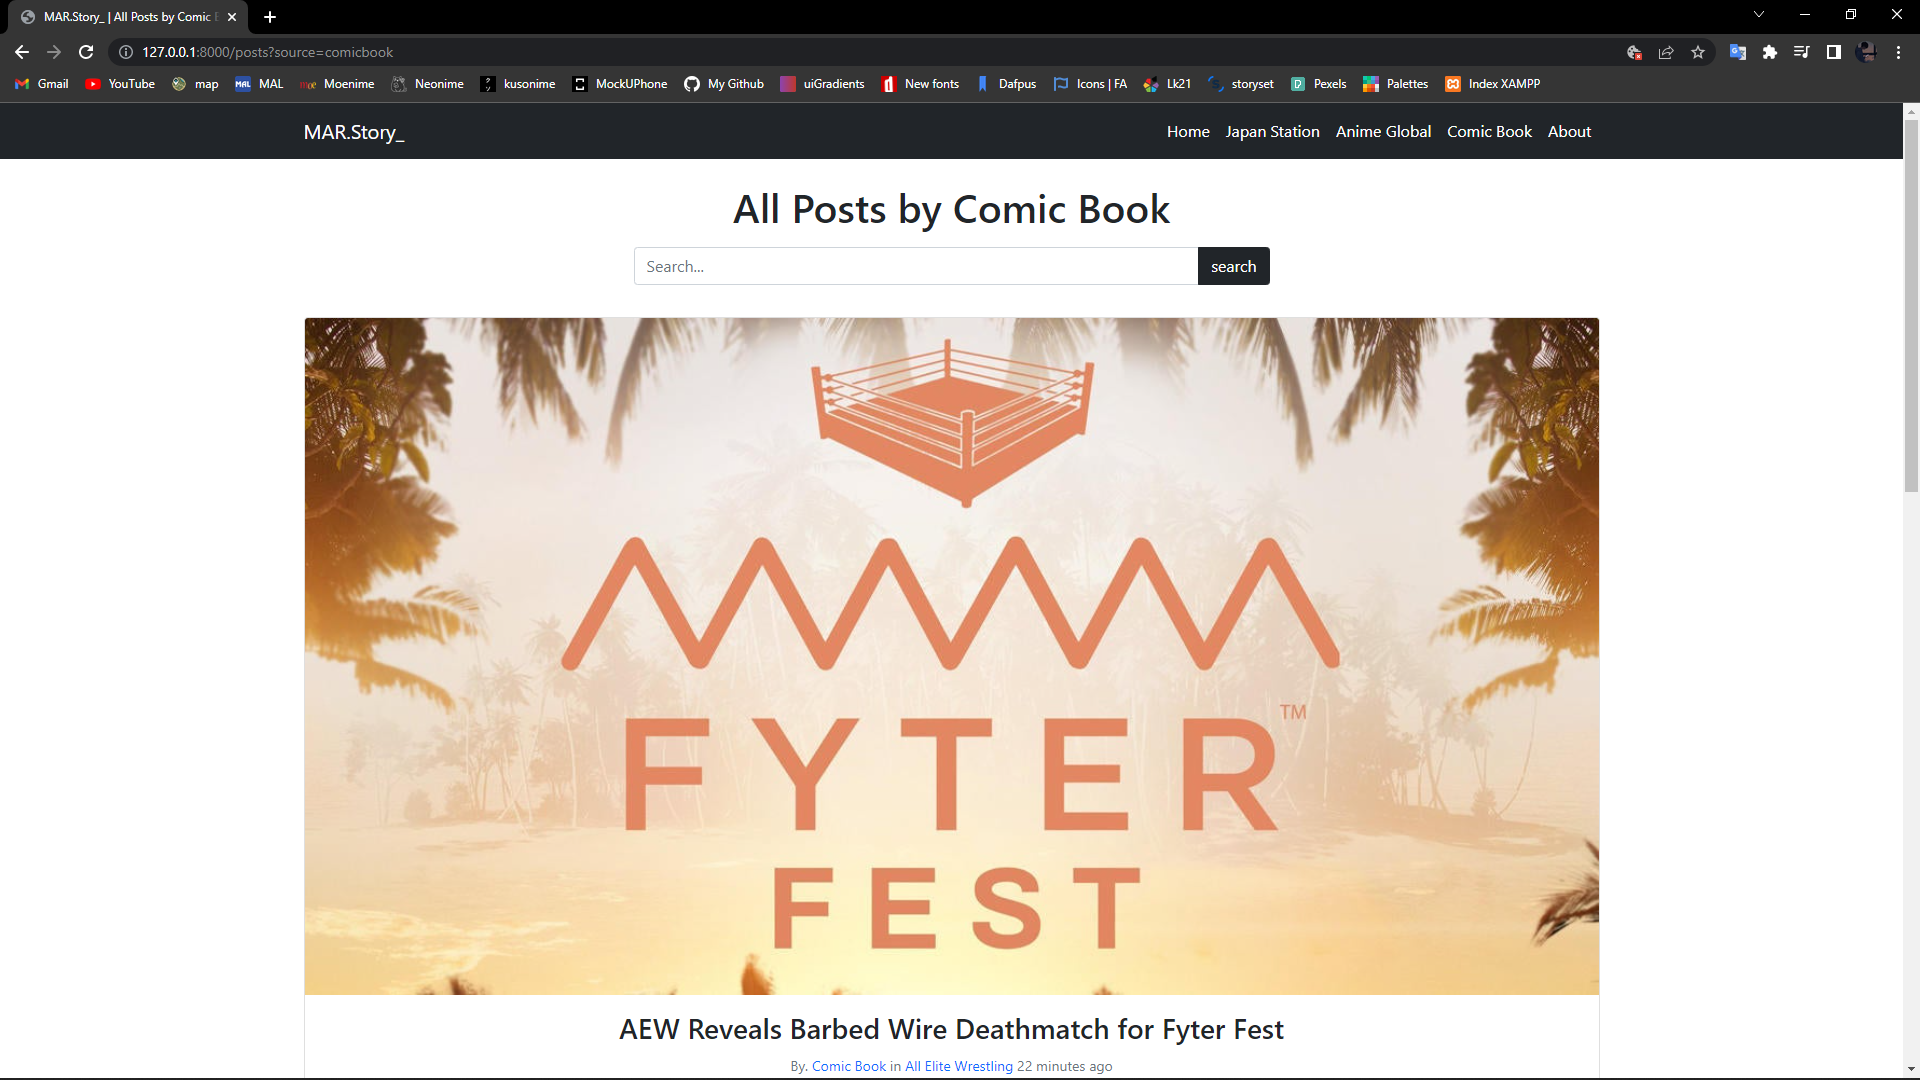 MAR.Story_ | All Posts by Comic
127.0.0.1:8000/posts?source=comicbook
Gmail YouTube map MAL Moenime Neonime kusonime MockUPhone My Github uiGradients New fonts Dafpus Icons | FA Lk21 storyset Pexels Palettes Index XAMPP
MAR.Story_ Home Japan Station Anime Global Comic Book About
All Posts by Comic Book
Search... search
FYTER TM
FEST
AEW Reveals Barbed Wire Deathmatch for Fyter Fest
By. Comic Book in All Elite Wrestling 22 minutes ago